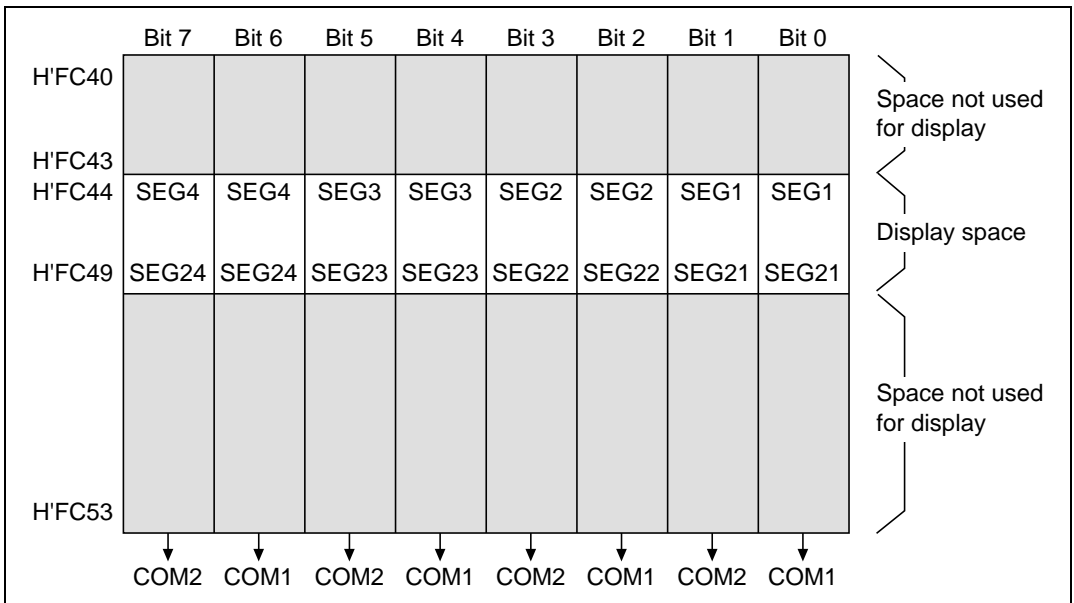 Bit 7 Bit 6 Bit 5 Bit 4 Bit 3 Bit 2 Bit 1 Bit 0
H'FC40
Space not used
for display
H'FC43
H'FC44 SEG4 SEG4 SEG3 SEG3 SEG2 SEG2 SEG1 SEG1
Display space
H'FC49 SEG24 SEG24 SEG23 SEG23 SEG22 SEG22 SEG21 SEG21
Space not used
for display
H'FC53
COM2 COM1 COM2 COM1 COM2 COM1 COM2 COM1